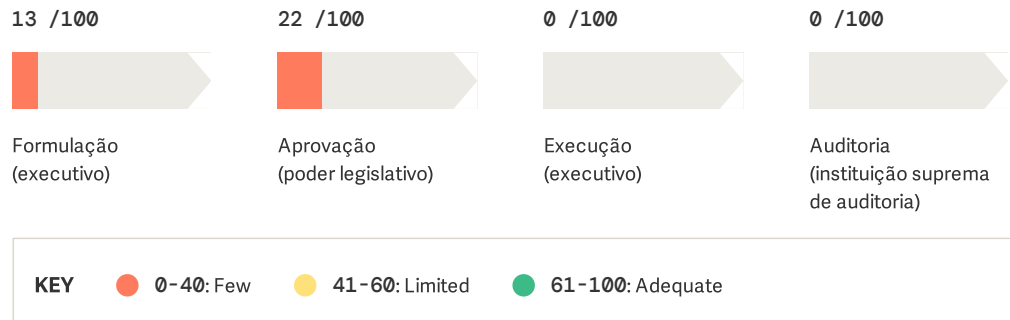 13 /100
22 /100
0 /100
0 /100
Formulação
(executivo)
Aprovação
(poder legislativo)
Execução
(executivo)
Auditoria
(instituição suprema
de auditoria)
KEY
0-40: Few
41-60: Limited
61-100: Adequate